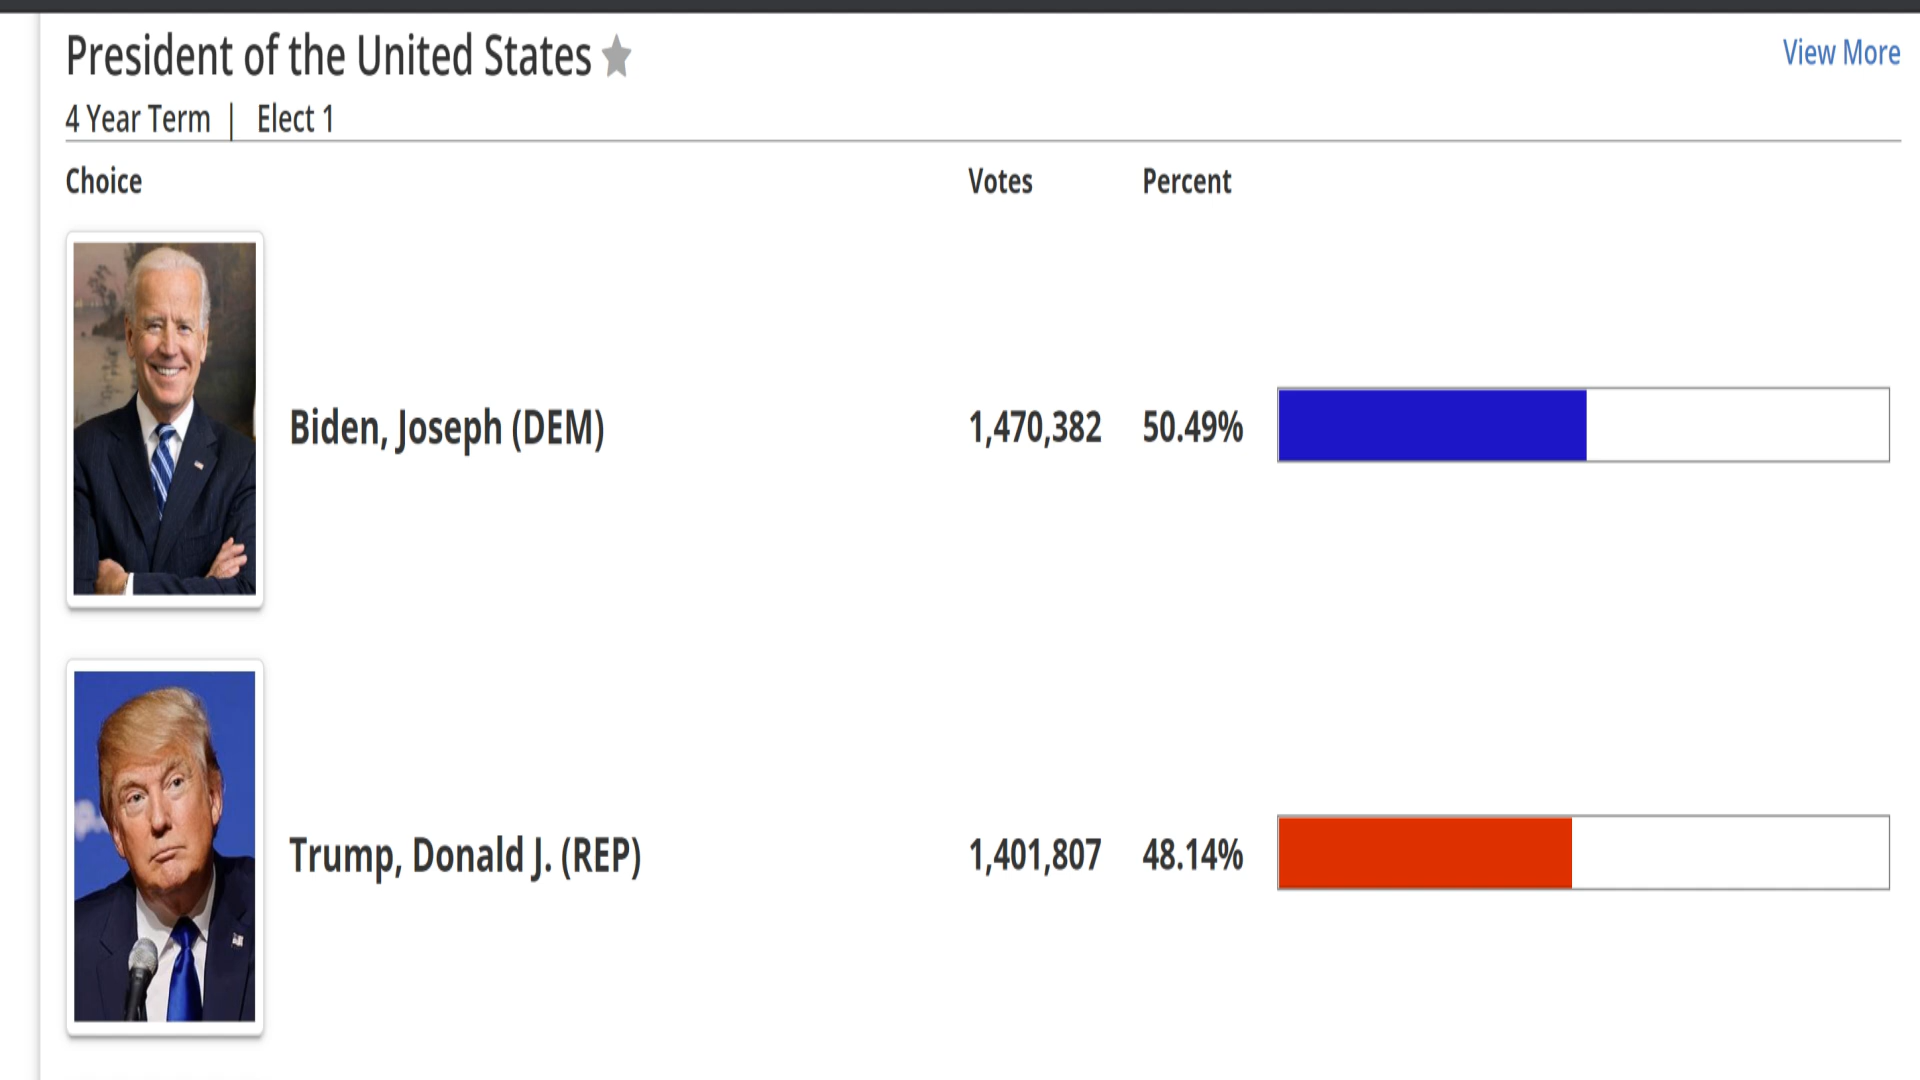 President of the United States
View More
4 Year Term | Elect 1
Choice Votes Percent
Biden, Joseph (DEM) 1,470,382 50.49%
Trump, Donald J. (REP) 1,401,807 48.14%